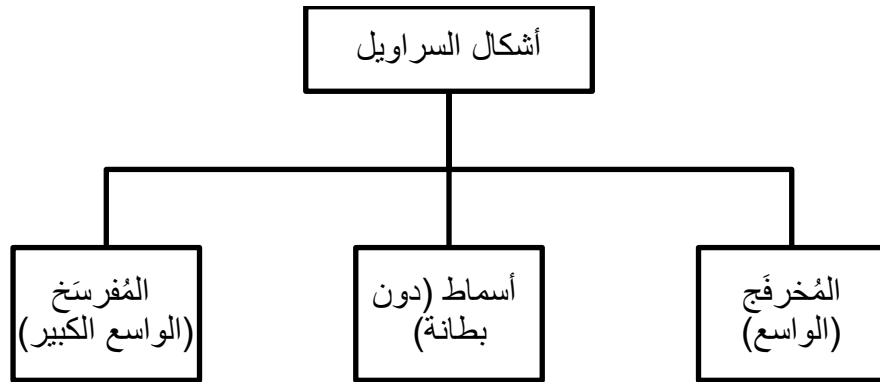 أشكال السراويل
المُخرفَج
(الواسع)
أسماط (دون
بطانة)
المُفرسَخ
(الواسع الكبير)